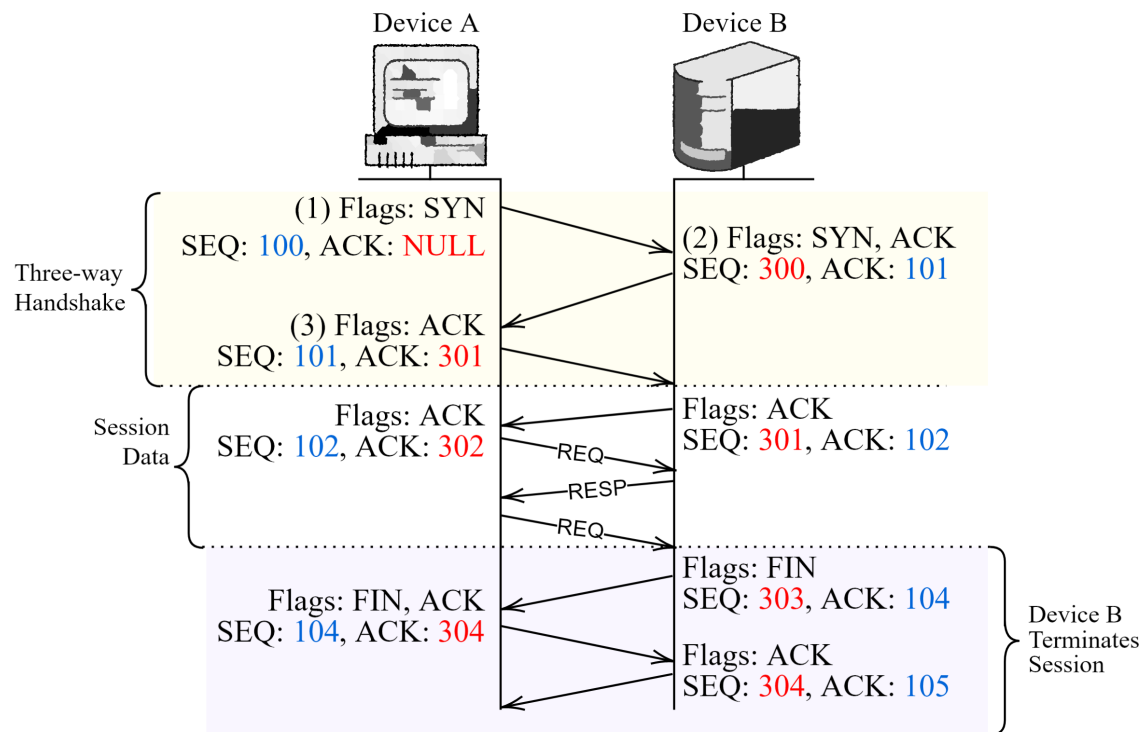 Device A
Device B
(1) Flags: SYN
SEQ: 100, ACK: NULL
(2) Flags: SYN, ACK
SEQ: 300, ACK: 101
Three-way
Handshake
(3) Flags: ACK
SEQ: 101, ACK: 301
Flags: ACK
SEQ: 301, ACK: 102
Session
Data
Flags: ACK
SEQ: 102, ACK: 302
REQ
RESP
REQ
Flags: FIN
SEQ: 303, ACK: 104
Flags: FIN, ACK
SEQ: 104, ACK: 304
Flags: ACK
SEQ: 304, ACK: 105
Device B
Terminates
Session